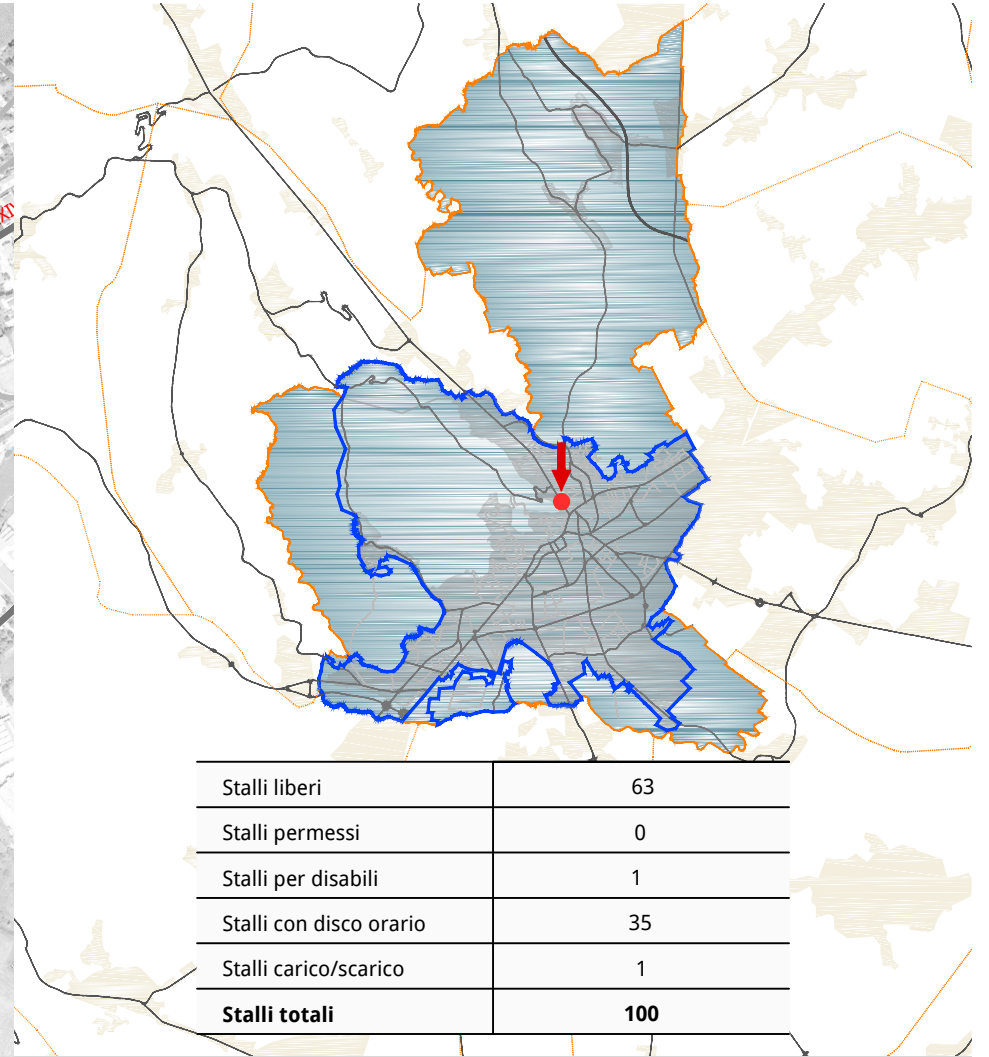 Stalli liberi 63
Stalli permessi 0
Stalli per disabili 1
Stalli con disco orario 35
Stalli carico/scarico 1
Stalli totali 100